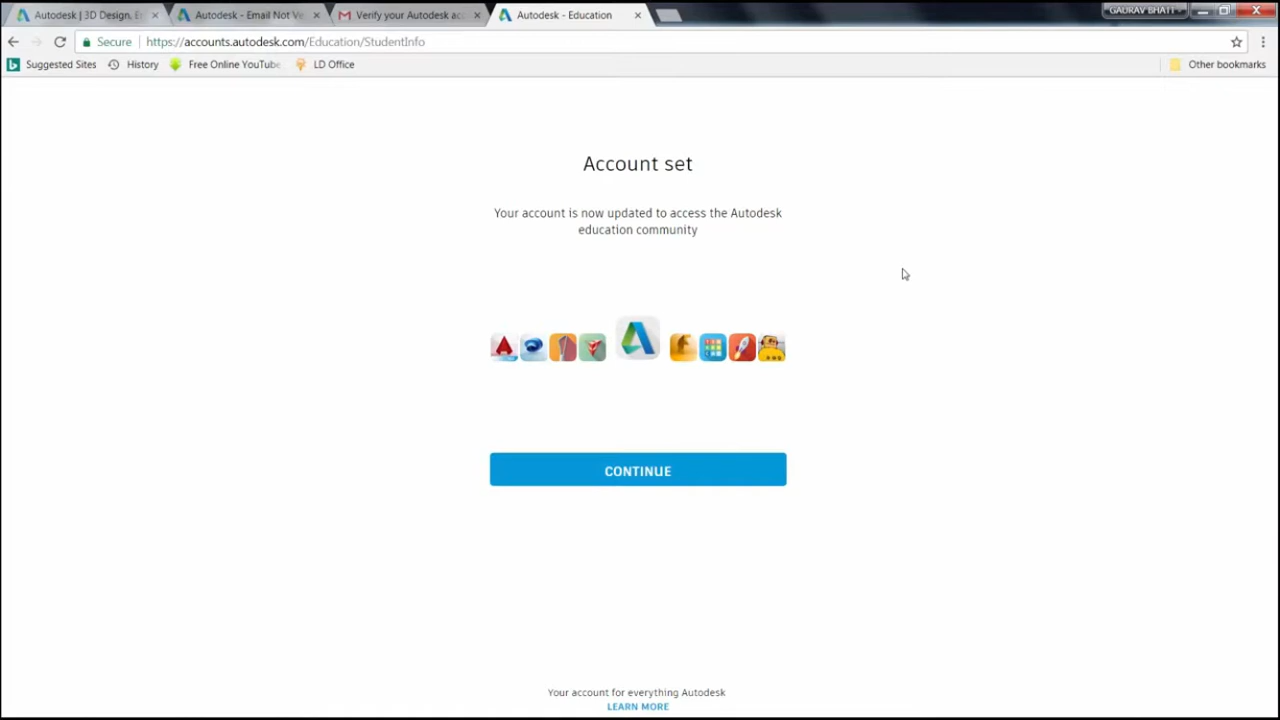 Autodesk | 3D Design, E
Autodesk - Email Not Ve
Verify your Autodesk ac
Autodesk - Education
GAURAV BHATT
Secure
https://accounts.autodesk.com/Education/StudentInfo
Suggested Sites
History
Free Online YouTube
LD Office
Other bookmarks
Account set
Your account is now updated to access the Autodesk
education community
CONTINUE
Your account for everything Autodesk
LEARN MORE